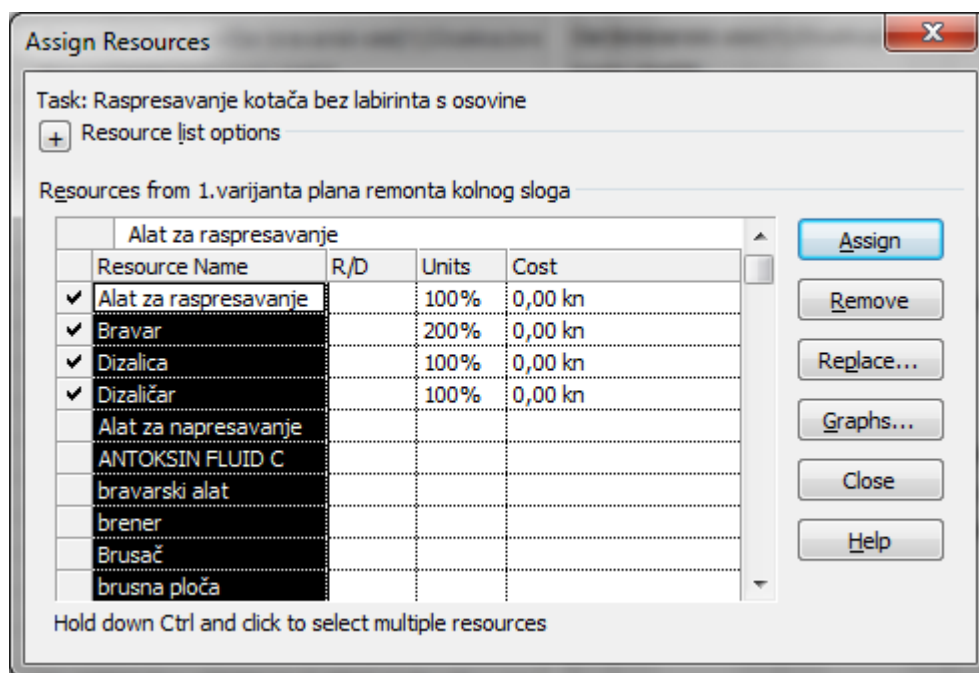 Assign Resources
Task: Raspresavanje kotača bez labirinta s osovine
+ Resource list options
Resources from 1.varijanta plana remonta kolnog sloga
Alat za raspresavanje
Resource Name R/D Units Cost
Alat za raspresavanje 100% 0,00 kn
Bravar 200% 0,00 kn
Dizalica 100% 0,00 kn
Dizaličar 100% 0,00 kn
Alat za napresavanje
ANTOKSIN FLUID C
bravarski alat
brener
Brusač
brusna ploča
Assign
Remove
Replace...
Graphs...
Close
Help
Hold down Ctrl and click to select multiple resources